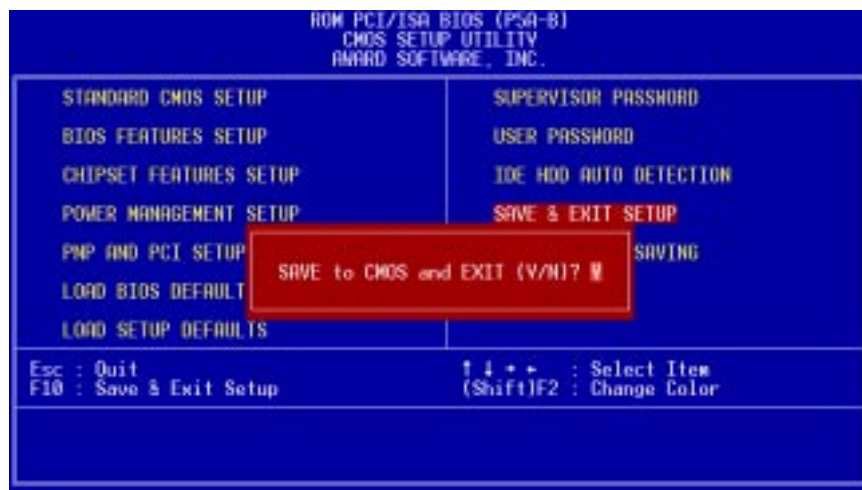 ROM PCI/ISA BIOS (P5A-B)
CMOS SETUP UTILITY
AWARD SOFTWARE, INC.
STANDARD CMOS SETUP
BIOS FEATURES SETUP
CHIPSET FEATURES SETUP
POWER MANAGEMENT SETUP
PNP AND PCI SETUP
LOAD BIOS DEFAULT
LOAD SETUP DEFAULTS
SUPERVISOR PASSWORD
USER PASSWORD
IDE HDD AUTO DETECTION
SAVE & EXIT SETUP
SAVING
SAVE to CMOS and EXIT (Y/N)? Y
Esc : Quit
F10 : Save & Exit Setup
↑ ↓ → ← : Select Item
(Shift)F2 : Change Color